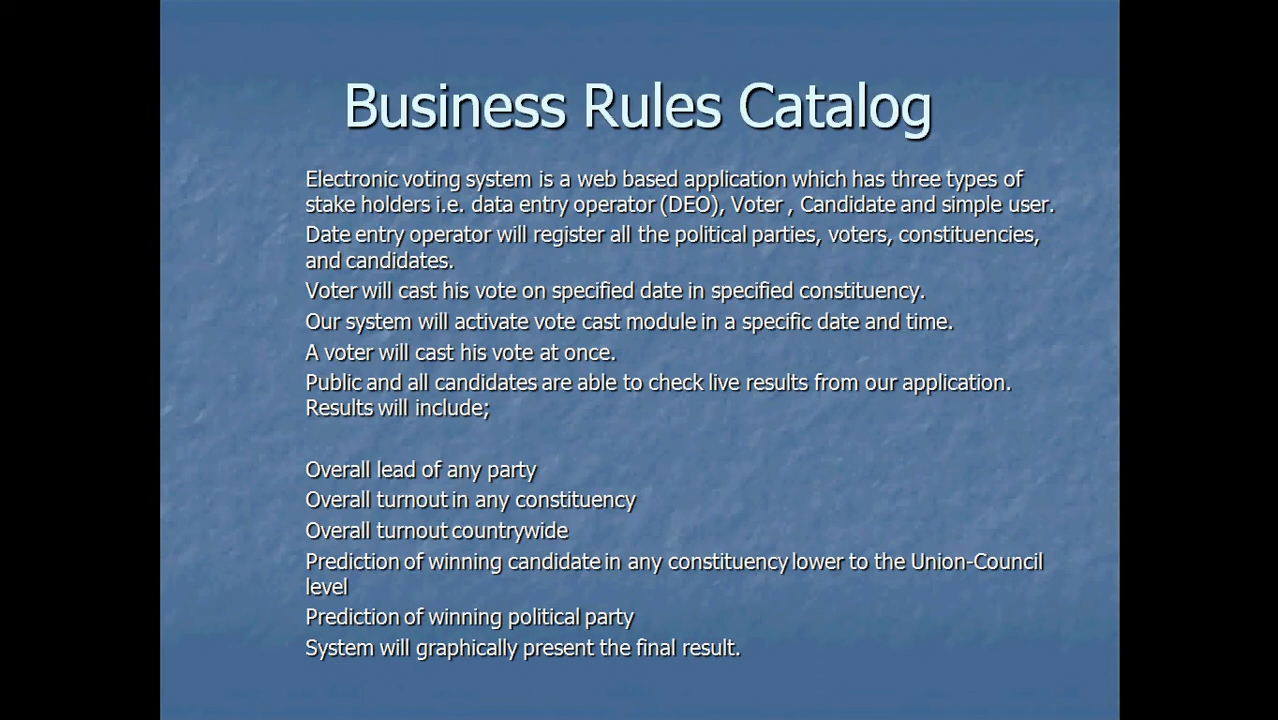 Business Rules Catalog
Electronic voting system is a web based application which has three types of
stake holders i.e. data entry operator (DEO), Voter , Candidate and simple user.
Date entry operator will register all the political parties, voters, constituencies,
and candidates.
Voter will cast his vote on specified date in specified constituency.
Our system will activate vote cast module in a specific date and time.
A voter will cast his vote at once.
Public and all candidates are able to check live results from our application.
Results will include;
Overall lead of any party
Overall turnout in any constituency
Overall turnout countrywide
Prediction of winning candidate in any constituency lower to the Union-Council
level
Prediction of winning political party
System will graphically present the final result.